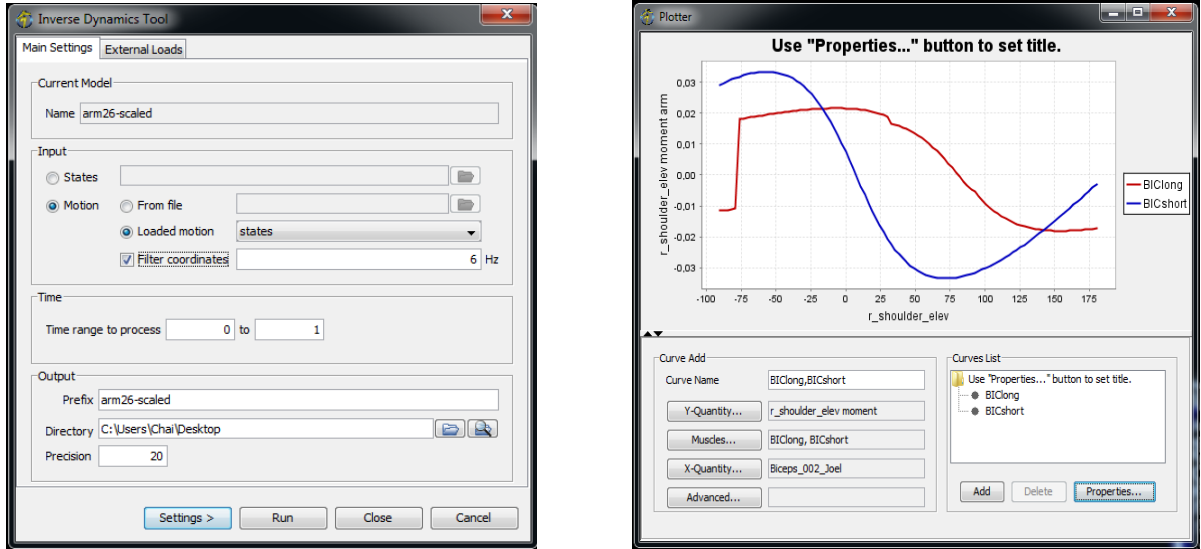 Inverse Dynamics Tool
Main Settings External Loads
Current Model
Name arm26-scaled
Input
States
Motion From file
Loaded motion states
Filter coordinates 6 Hz
Time
Time range to process 0 to 1
Output
Prefix arm26-scaled
Directory C:\Users\Chai\Desktop
Precision 20
Settings > Run Close Cancel
Plotter
Use "Properties..." button to set title.
r_shoulder_elev moment arm
0,03
0,02
0,01
0,00
-0,01
-0,02
-0,03
-100 -75 -50 -25 0 25 50 75 100 125 150 175
r_shoulder_elev
BIClong
BICshort
Curve Add
Curve Name BIClong,BICshort
Y-Quantity... r_shoulder_elev moment
Muscles... BIClong, BICshort
X-Quantity... Biceps_002_Joel
Advanced...
Curves List
Use "Properties..." button to set title.
BIClong
BICshort
Add Delete Properties...